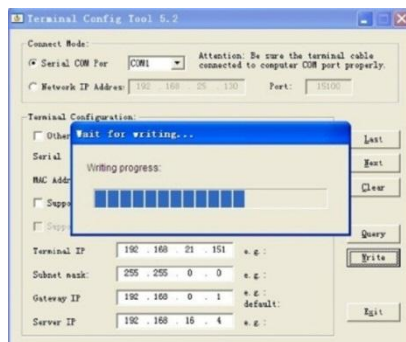 Terminal Config Tool 5.2
Connect Mode:
Serial COM Por COM1
Attention: Be sure the terminal cable
connected to computer COM port properly.
Network IP Addres: 192 . 168 . 25 . 130 Port: 15100
Terminal Configuration:
Other
Wait for writing...
Writing progress:
Serial
MAC Addr
Suppo
Suppo
Last
Next
Clear
Query
Write
Exit
Terminal IP 192 . 168 . 21 . 151 e.g.:
Subnet mask: 255 . 255 . 0 . 0 e.g.:
Gateway IP 192 . 168 . 0 . 1 e.g.:
default:
Server IP 192 . 168 . 16 . 4 e.g.: